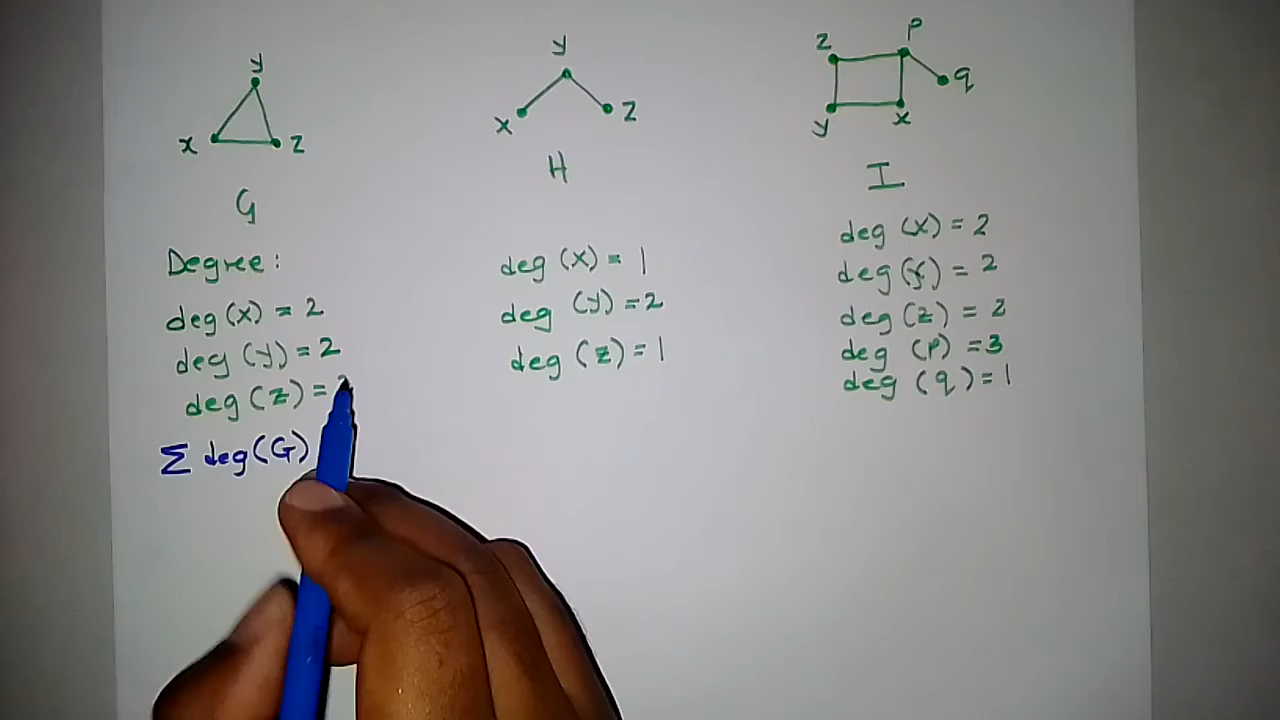 y
x z
G
Degree:
deg(x) = 2
deg (y) = 2
deg (z) =
Σ deg(G)
y
x z
H
deg (x) = 1
deg (y) = 2
deg (z) = 1
z p
q
y x
I
deg (x) = 2
deg (y) = 2
deg (z) = 2
deg (p) = 3
deg (q) = 1